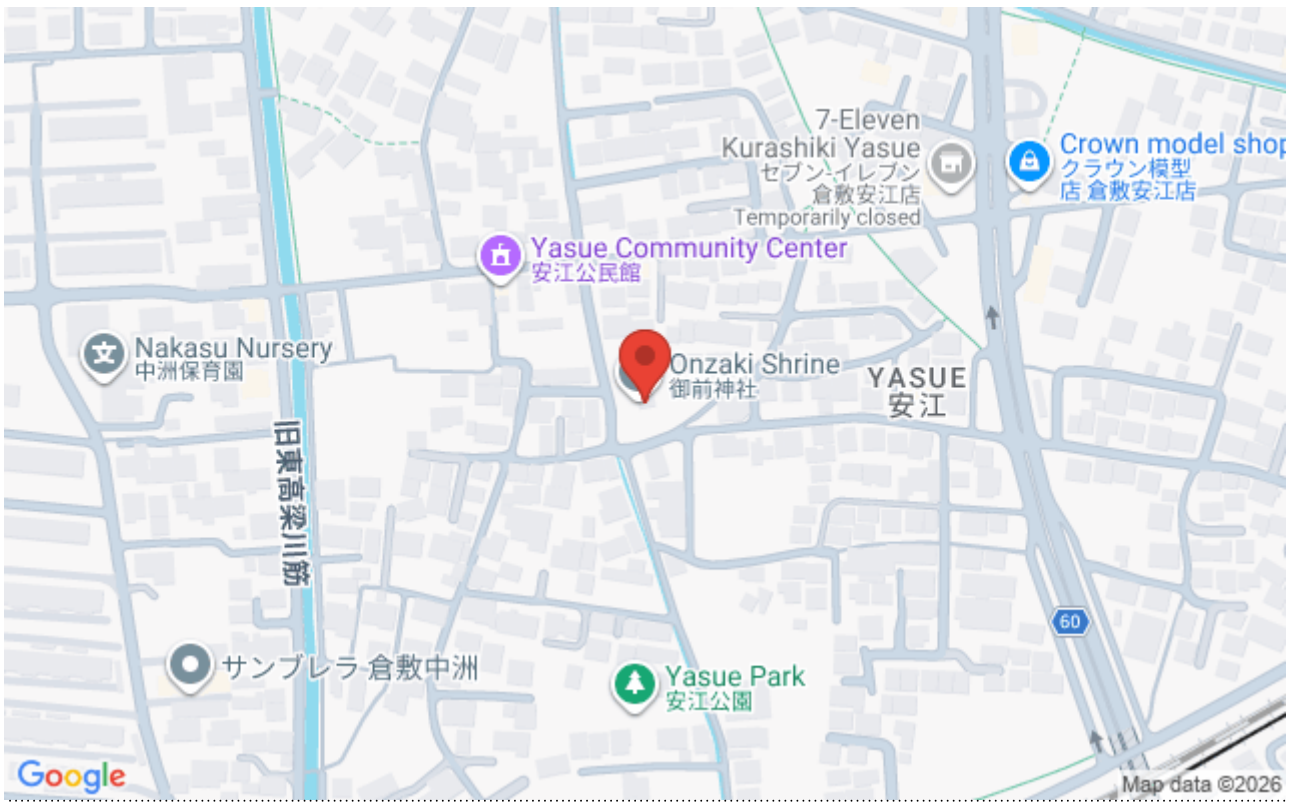 7-Eleven
Kurashiki Yasue
セブン-イレブン
倉敷安江店
Temporarily closed
Crown model shop
クラウン模型
店 倉敷安江店
Yasue Community Center
安江公民館
Nakasu Nursery
中洲保育園
Onzaki Shrine
御前神社
YASUE
安江
旧東高梁川筋
60
サンブレラ 倉敷中洲
Yasue Park
安江公園
Google
Map data ©2026